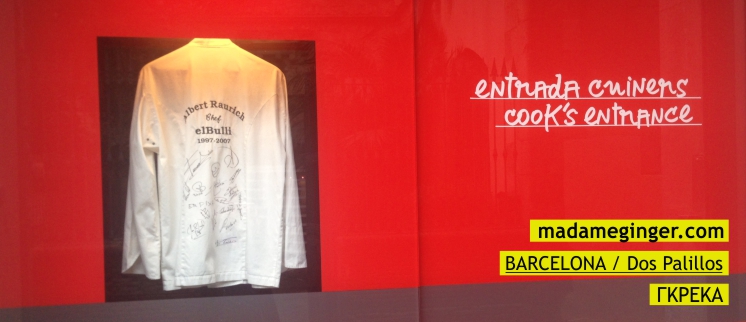 Albert Raurich
Chef
elBulli
1997-2007
entrada cuiners
cook's entrance
madameginger.com
BARCELONA / Dos Palillos
ΓΚΡΕΚΑ